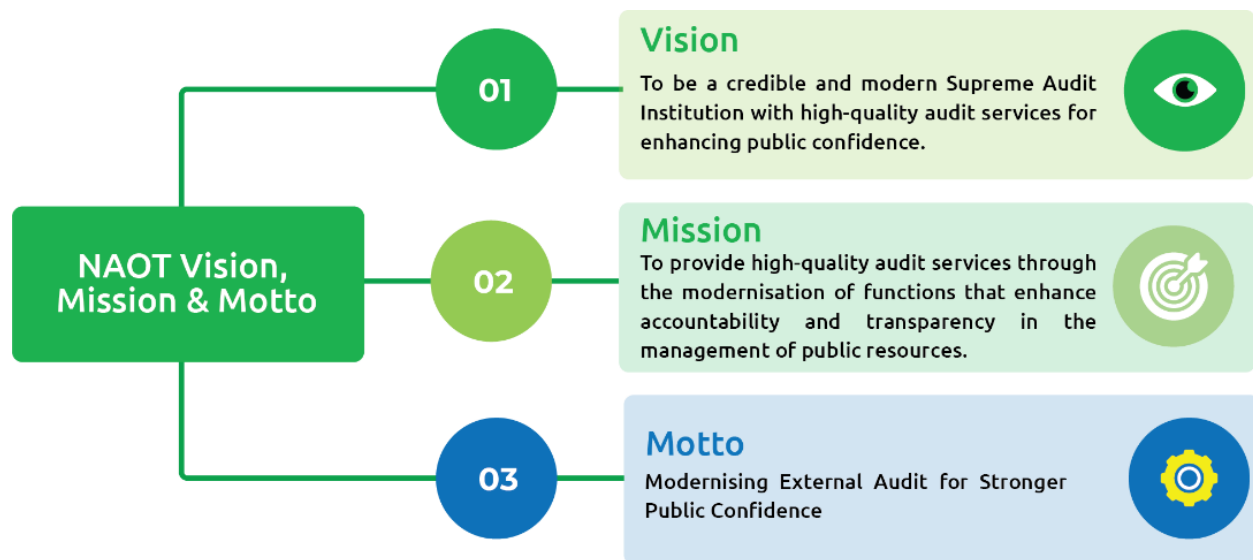 NAOT Vision,
Mission & Motto
01
Vision
To be a credible and modern Supreme Audit
Institution with high-quality audit services for
enhancing public confidence.
02
Mission
To provide high-quality audit services through
the modernisation of functions that enhance
accountability and transparency in the
management of public resources.
03
Motto
Modernising External Audit for Stronger
Public Confidence